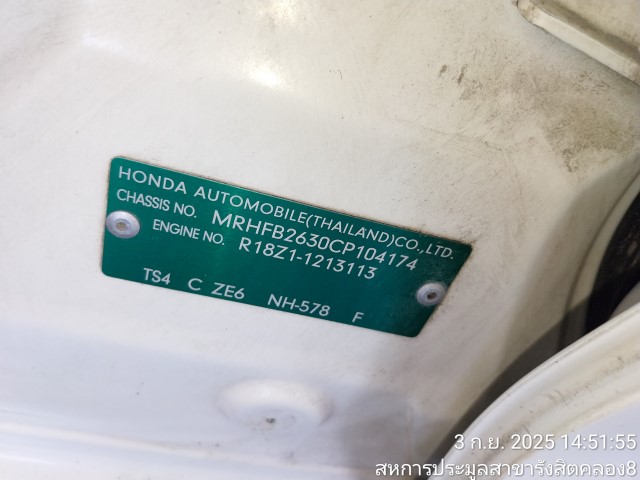 HONDA AUTOMOBILE(THAILAND)CO.,LTD.
CHASSIS NO. MRHFB2630CP104174
ENGINE NO. R18Z1-1213113
TS4 C ZE6 NH-578 F
3 ก.ย. 2025 14:51:55
สหการประมูลสาขารังสิตคลอง8